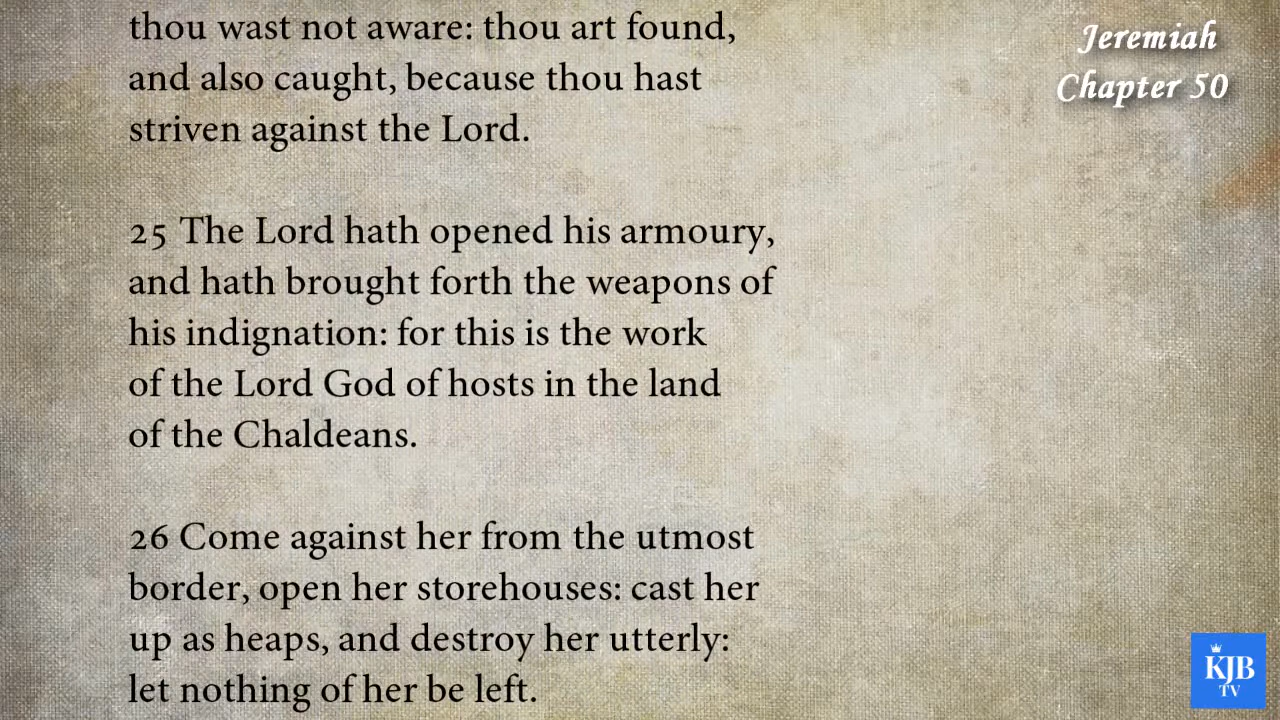 thou wast not aware: thou art found,
and also caught, because thou hast
striven against the Lord.
25 The Lord hath opened his armoury,
and hath brought forth the weapons of
his indignation: for this is the work
of the Lord God of hosts in the land
of the Chaldeans.
26 Come against her from the utmost
border, open her storehouses: cast her
up as heaps, and destroy her utterly:
let nothing of her be left.
Jeremiah
Chapter 50
KJB
TV